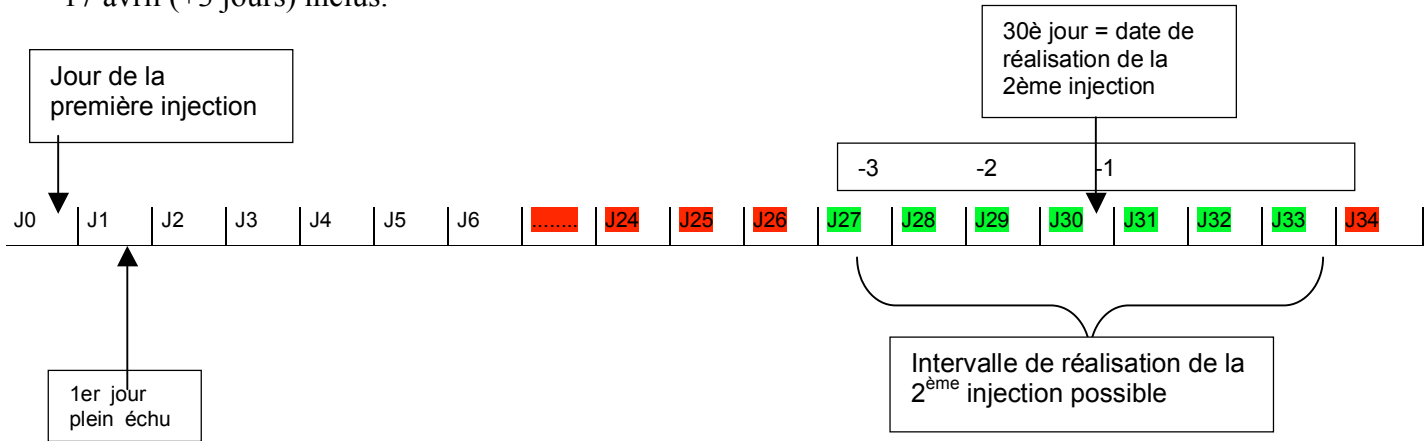 17 avril (+3 jours) inclus.
30è jour = date de
réalisation de la
2ème injection
Jour de la
première injection
-3 -2 -1
J0 J1 J2 J3 J4 J5 J6 ........ J24 J25 J26 J27 J28 J29 J30 J31 J32 J33 J34
Intervalle de réalisation de la
2ème injection possible
1er jour
plein échu